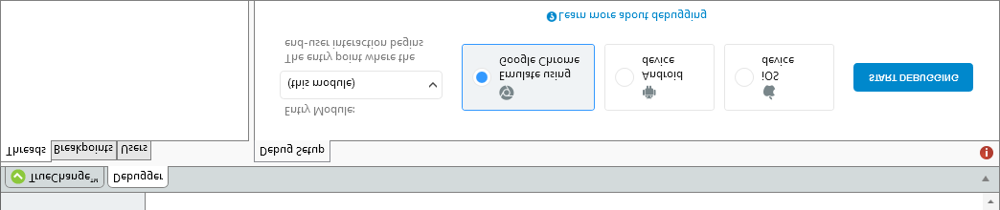 TrueChange™ Debugger
Threads Breakpoints Users
Debug Setup
Entry Module:
(this module)
The entry point where the
end-user interaction begins
Emulate using
Google Chrome
Android
device
iOS
device
START DEBUGGING
Learn more about debugging